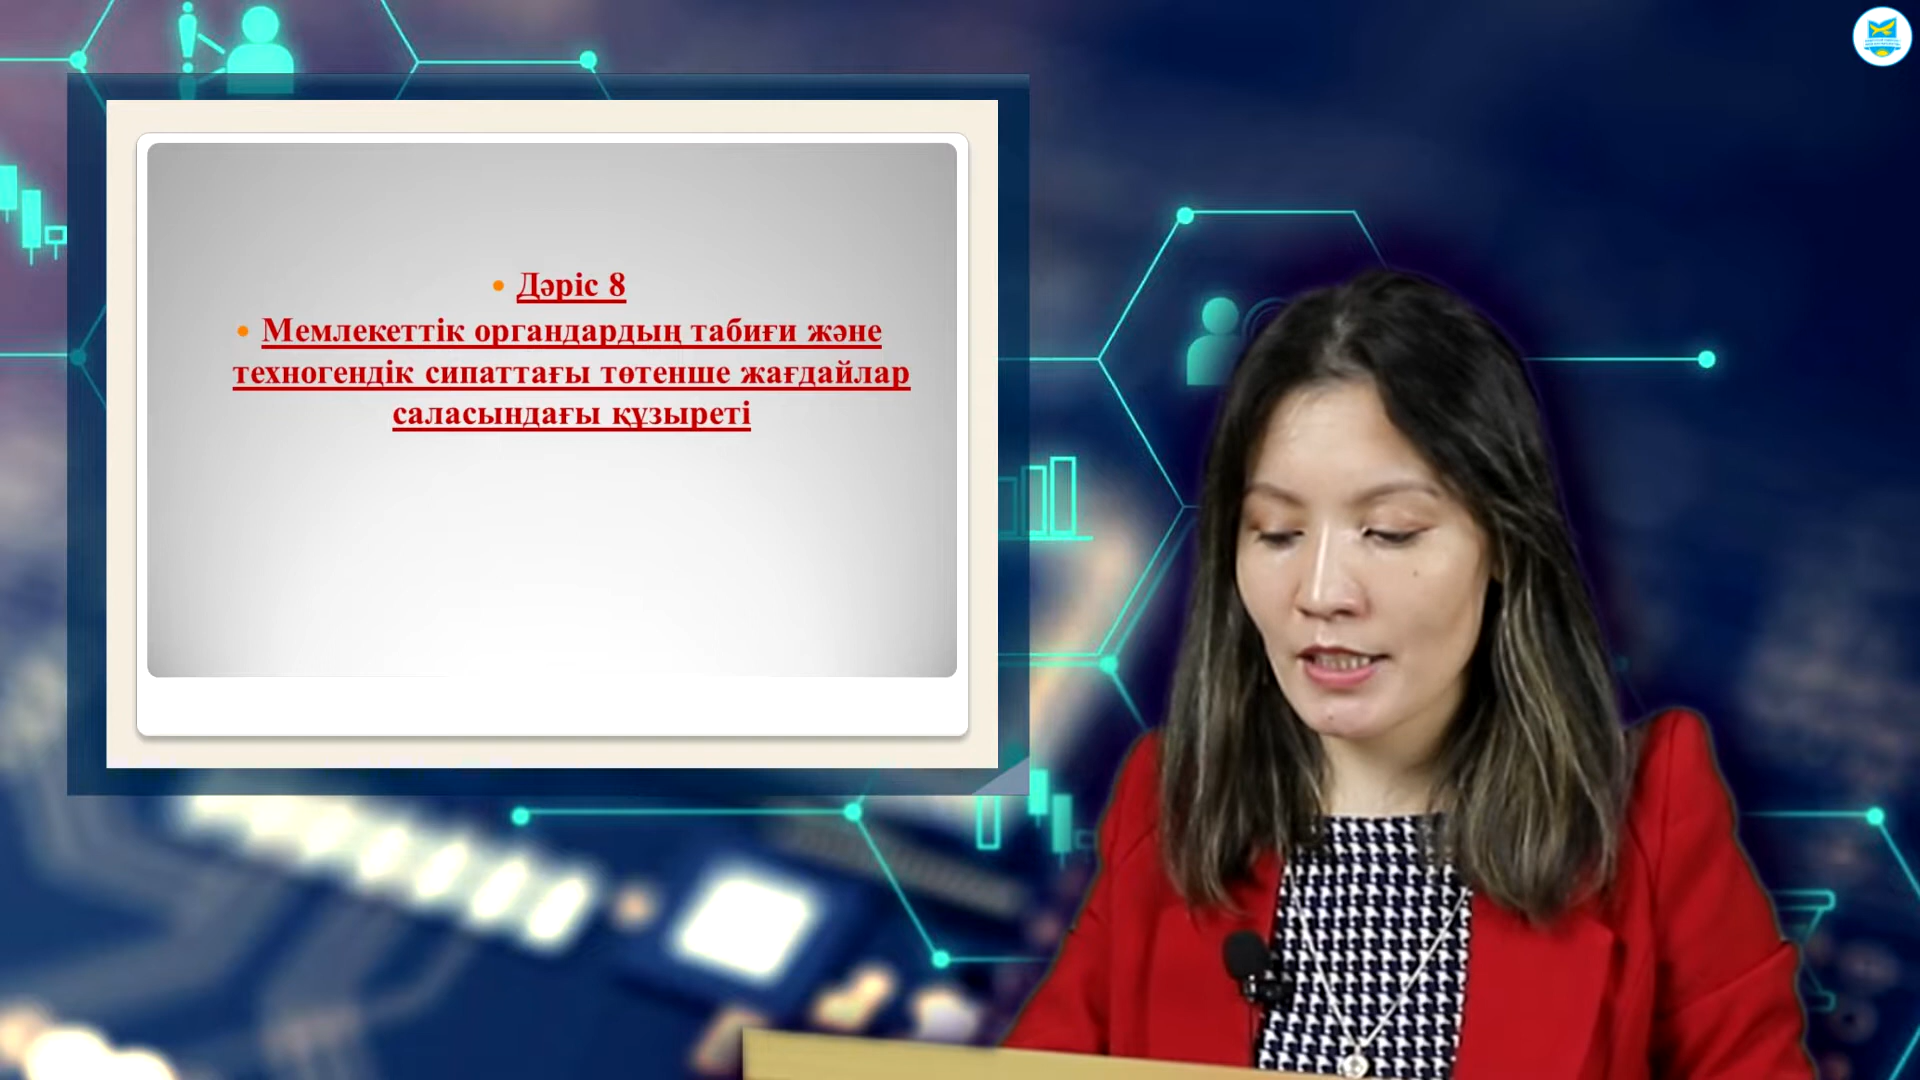 • Дәріс 8
• Мемлекеттік органдардың табиғи және
техногендік сипаттағы төтенше жағдайлар
саласындағы құзыреті